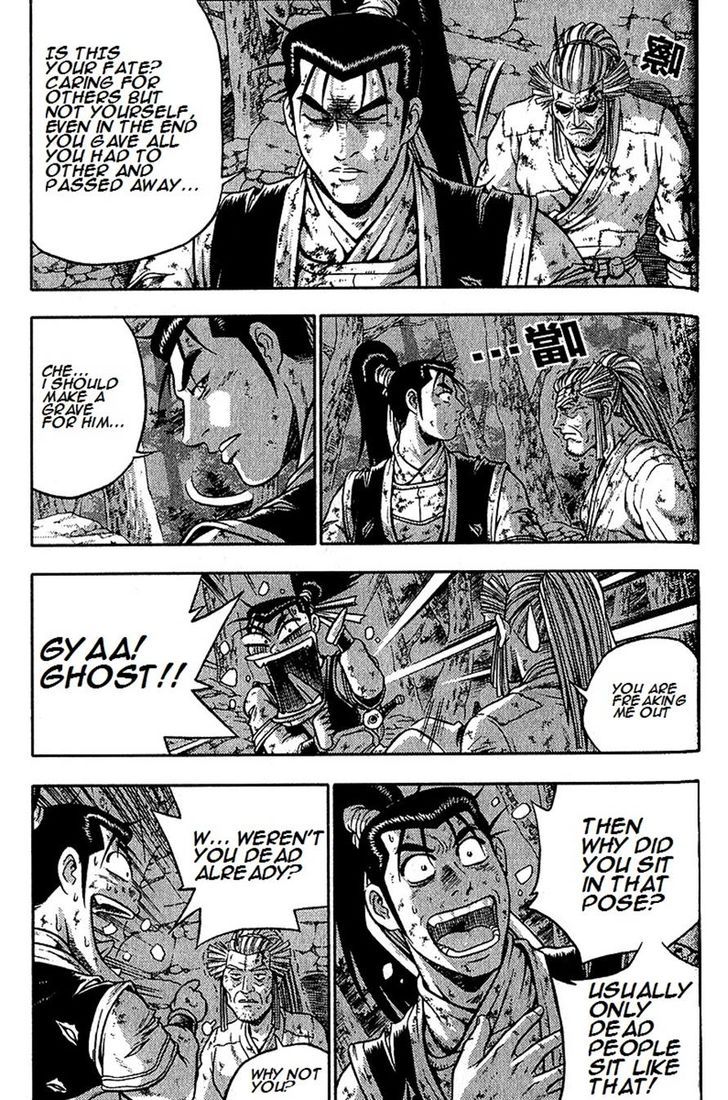 IS THIS
YOUR FATE?
CARING FOR
OTHERS BUT
NOT YOURSELF,
EVEN IN THE END
YOU GAVE ALL
YOU HAD TO
OTHER AND
PASSED AWAY...
CHE...
I SHOULD
MAKE A
GRAVE
FOR HIM...
GYAA!
GHOST!!
YOU ARE
FREAKING
ME OUT
W... WEREN'T
YOU DEAD
ALREADY?
WHY NOT
YOU?
THEN
WHY DID
YOU SIT
IN THAT
POSE?
USUALLY
ONLY
DEAD
PEOPLE
SIT LIKE
THAT!